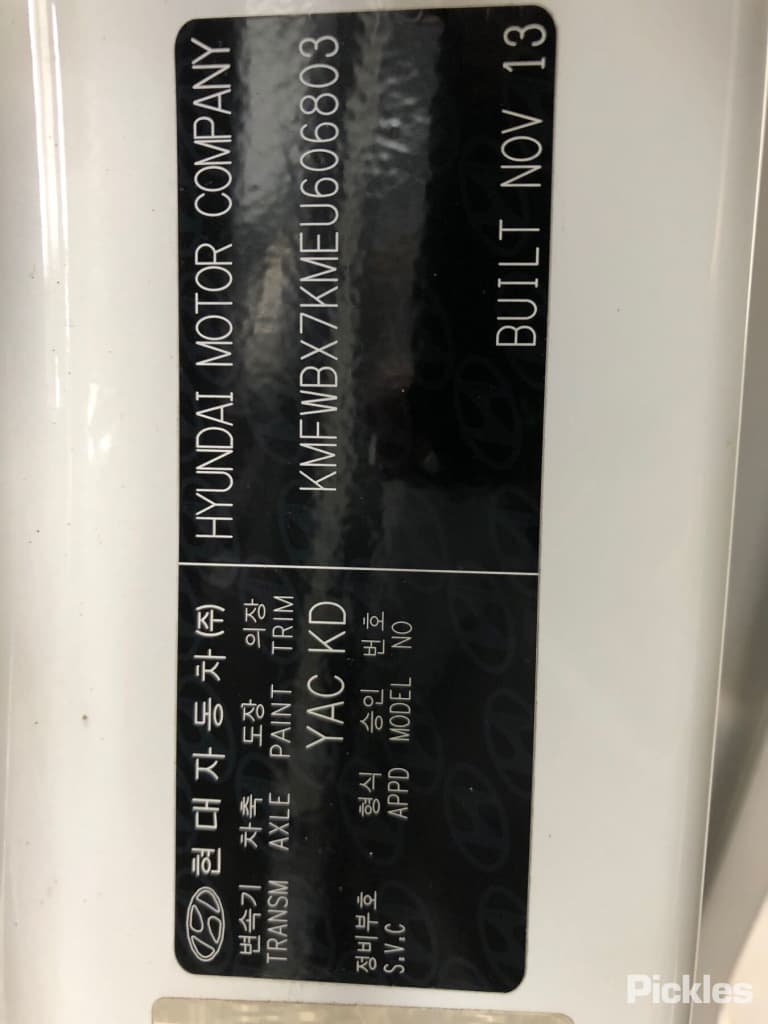 현대자동차(주)
HYUNDAI MOTOR COMPANY
변속기 차축 도장 의장
TRANSM AXLE PAINT TRIM
YAC KD
KMFWBX7KMEU606803
정비부호 형식 승인 번호
S.V.C APPD MODEL NO
BUILT NOV 13
Pickles